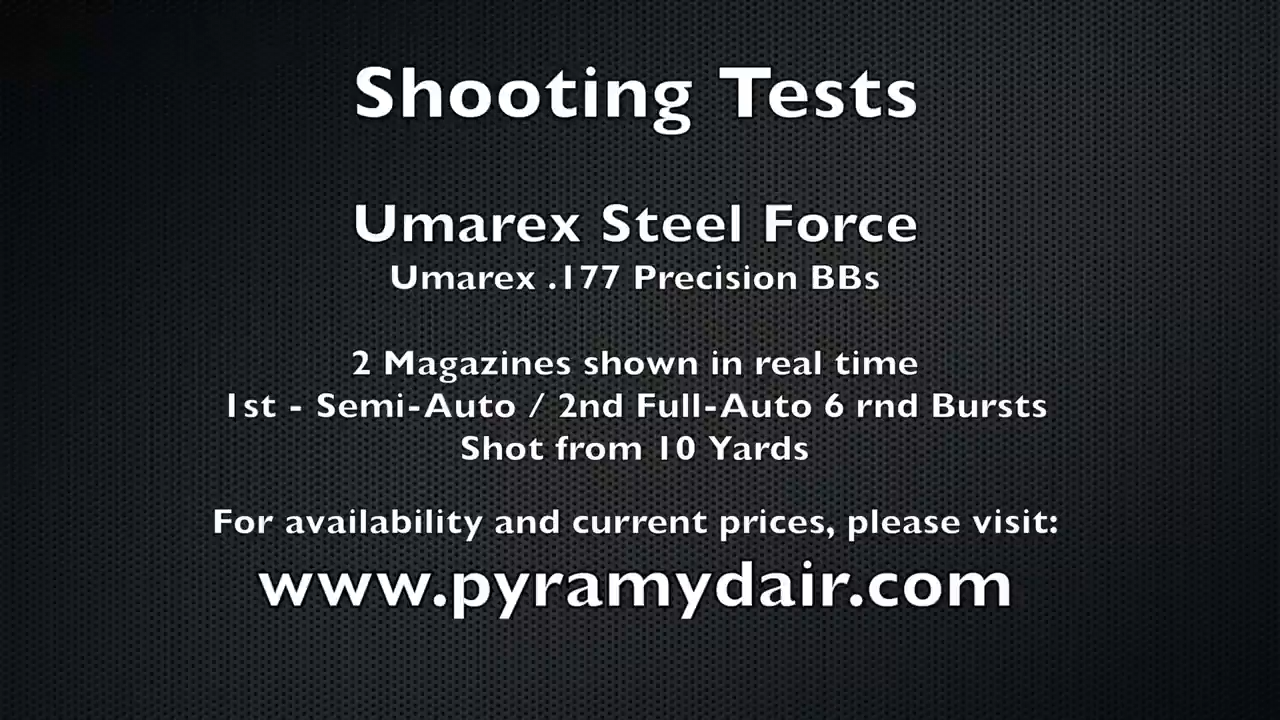 Shooting Tests
Umarex Steel Force
Umarex .177 Precision BBs
2 Magazines shown in real time
1st - Semi-Auto / 2nd Full-Auto 6 rnd Bursts
Shot from 10 Yards
For availability and current prices, please visit:
www.pyramydair.com